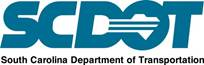 SCDOT
South Carolina Department of Transportation